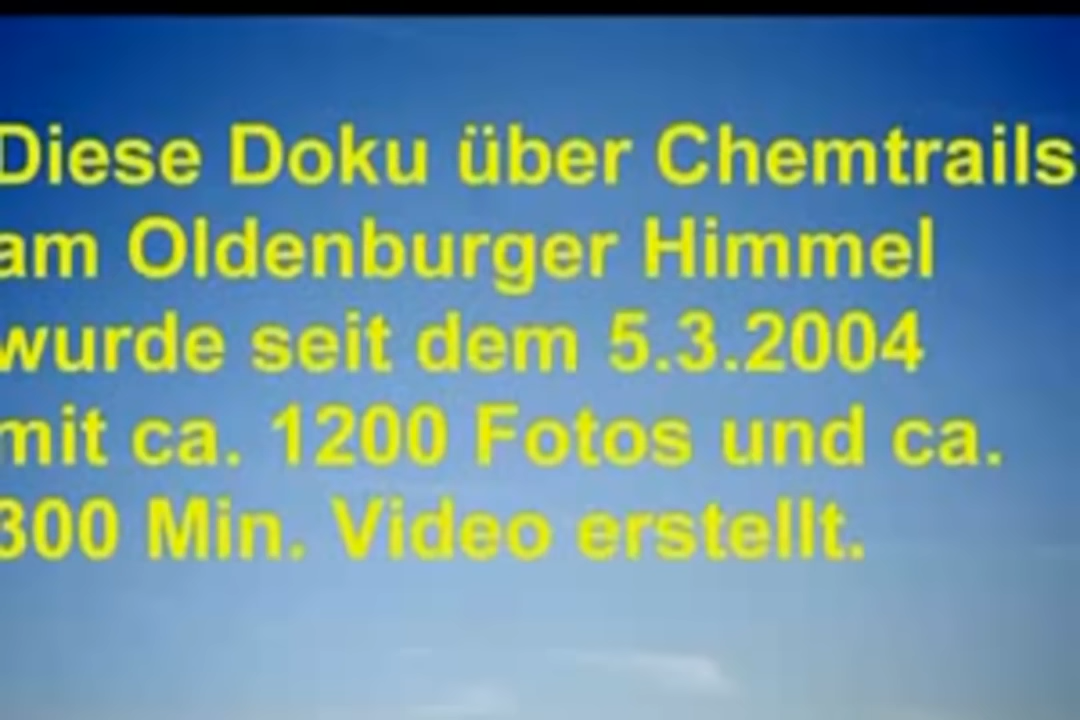 Diese Doku über Chemtrails
am Oldenburger Himmel
wurde seit dem 5.3.2004
mit ca. 1200 Fotos und ca.
300 Min. Video erstellt.